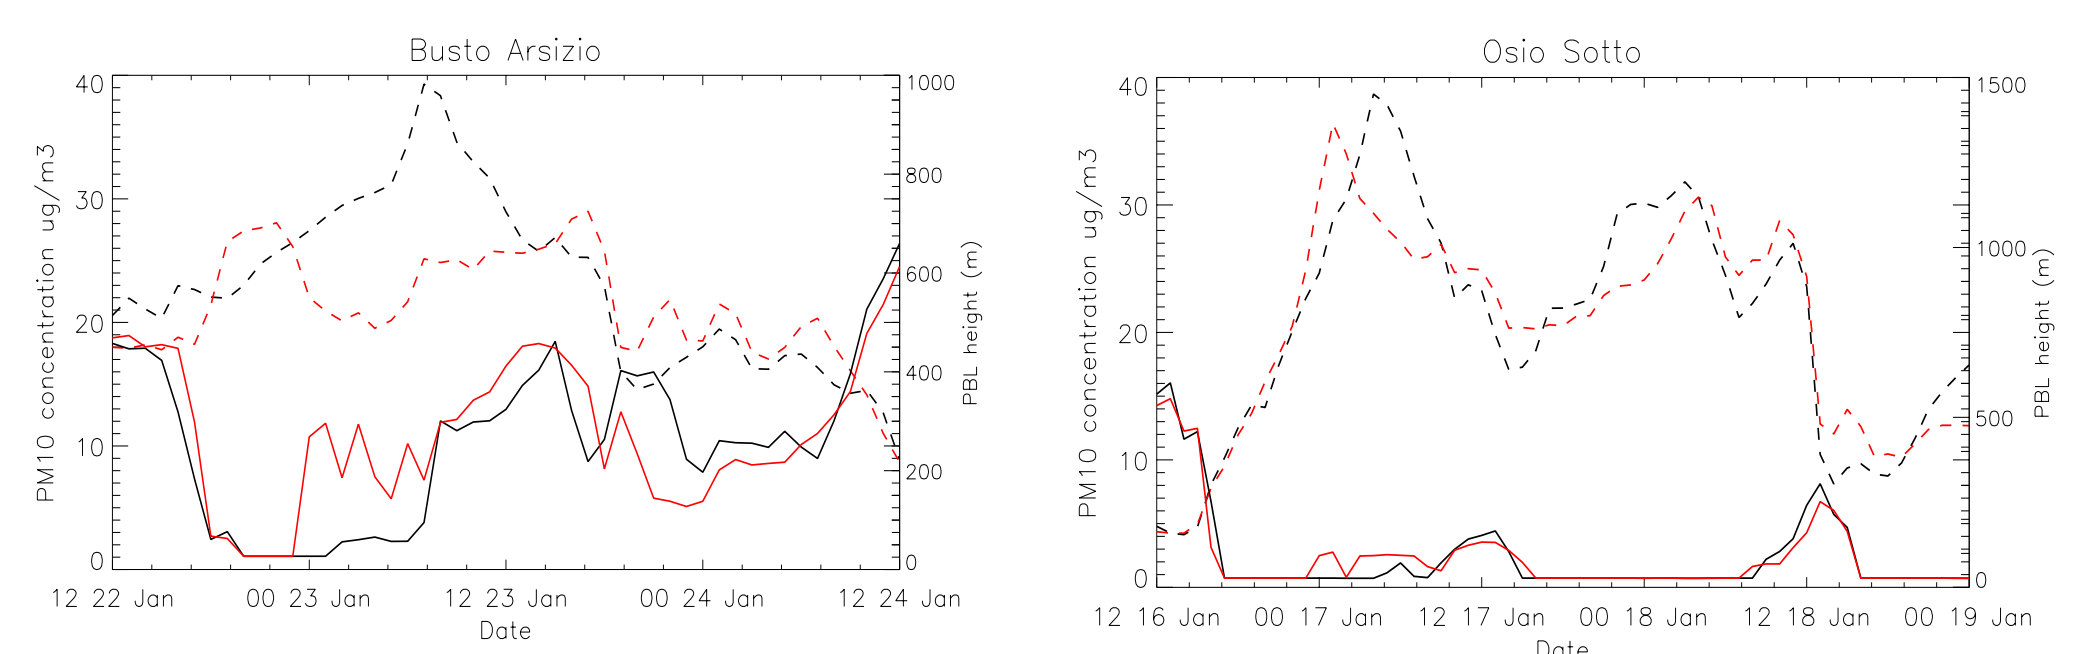 Busto Arsizio
40
30
20
10
0
PM10 concentration ug/m3
1000
800
600
400
200
0
PBL height (m)
12 22 Jan
00 23 Jan
12 23 Jan
00 24 Jan
12 24 Jan
Date
Osio Sotto
40
30
20
10
0
PM10 concentration ug/m3
1500
1000
500
0
PBL height (m)
12 16 Jan
00 17 Jan
12 17 Jan
00 18 Jan
12 18 Jan
00 19 Jan
Date